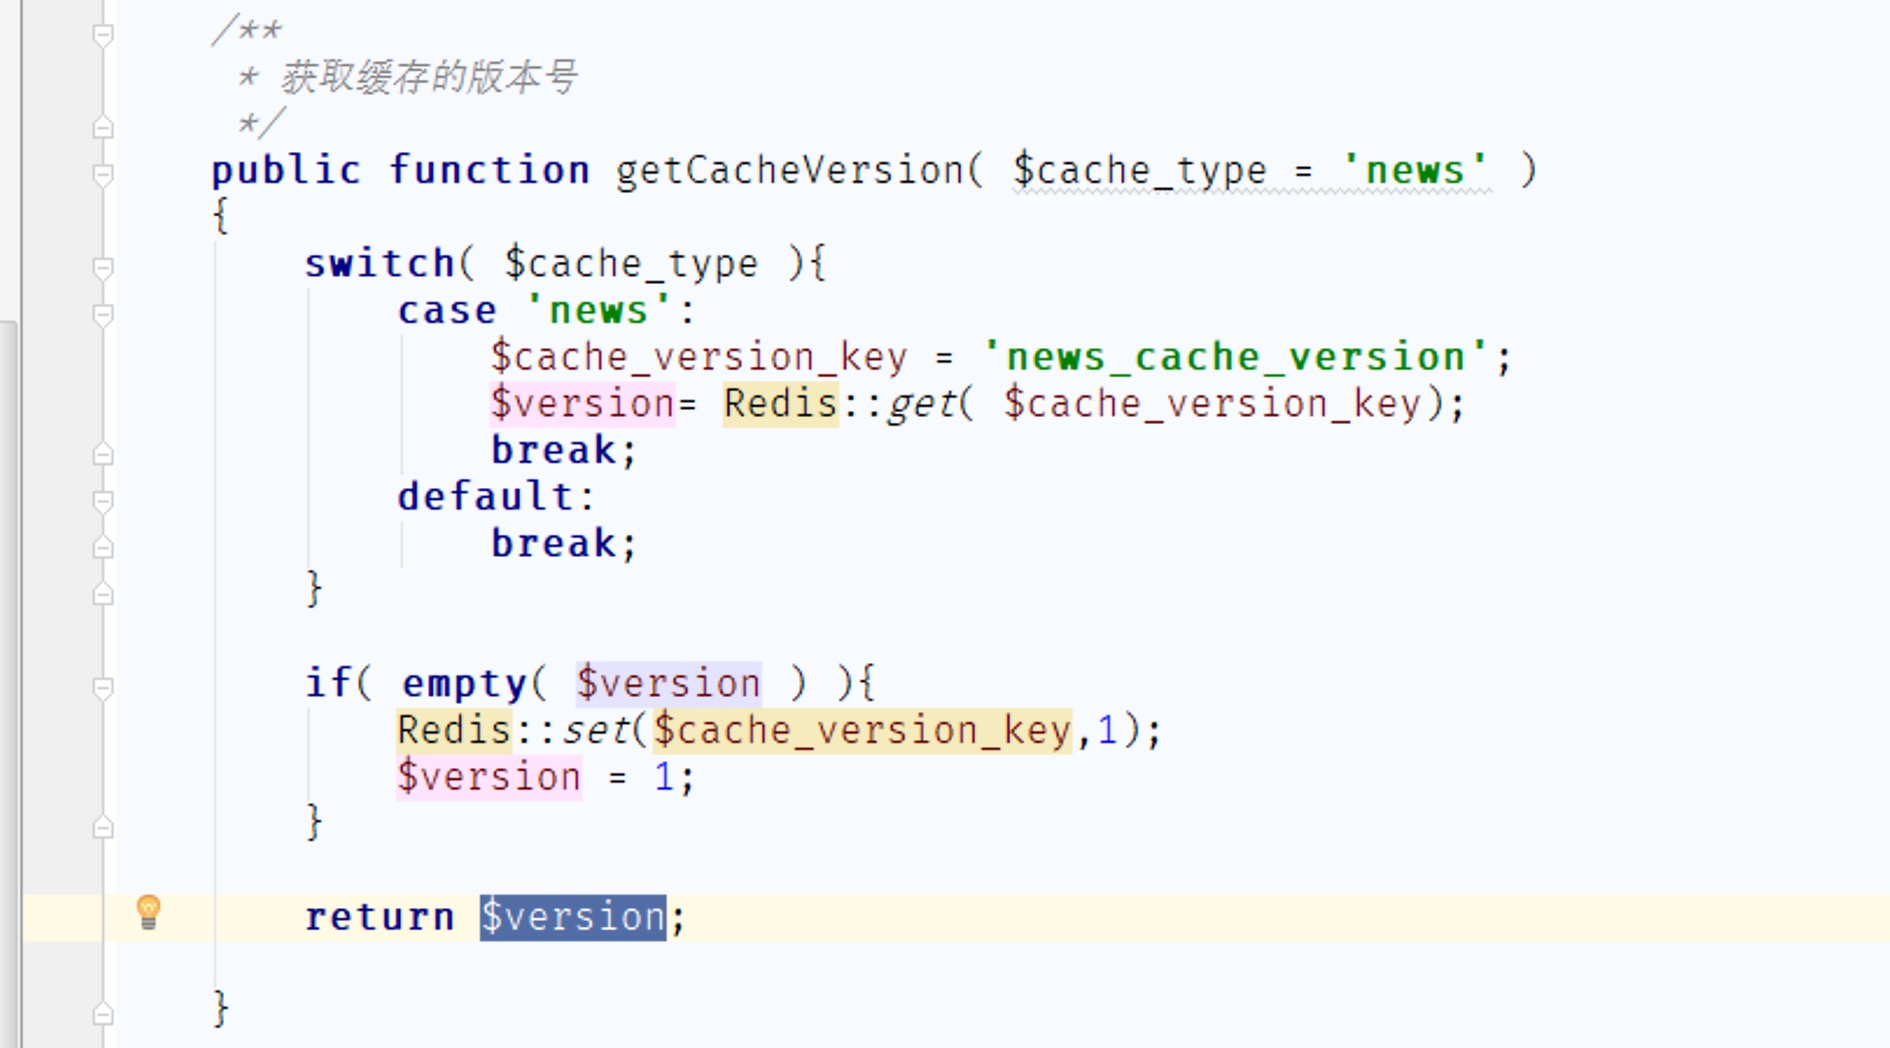 /**
 * 获取缓存的版本号
 */
public function getCacheVersion( $cache_type = 'news' )
{
    switch( $cache_type ){
        case 'news':
            $cache_version_key = 'news_cache_version';
            $version= Redis::get( $cache_version_key);
            break;
        default:
            break;
    }

    if( empty( $version ) ){
        Redis::set($cache_version_key,1);
        $version = 1;
    }

    return $version;

}